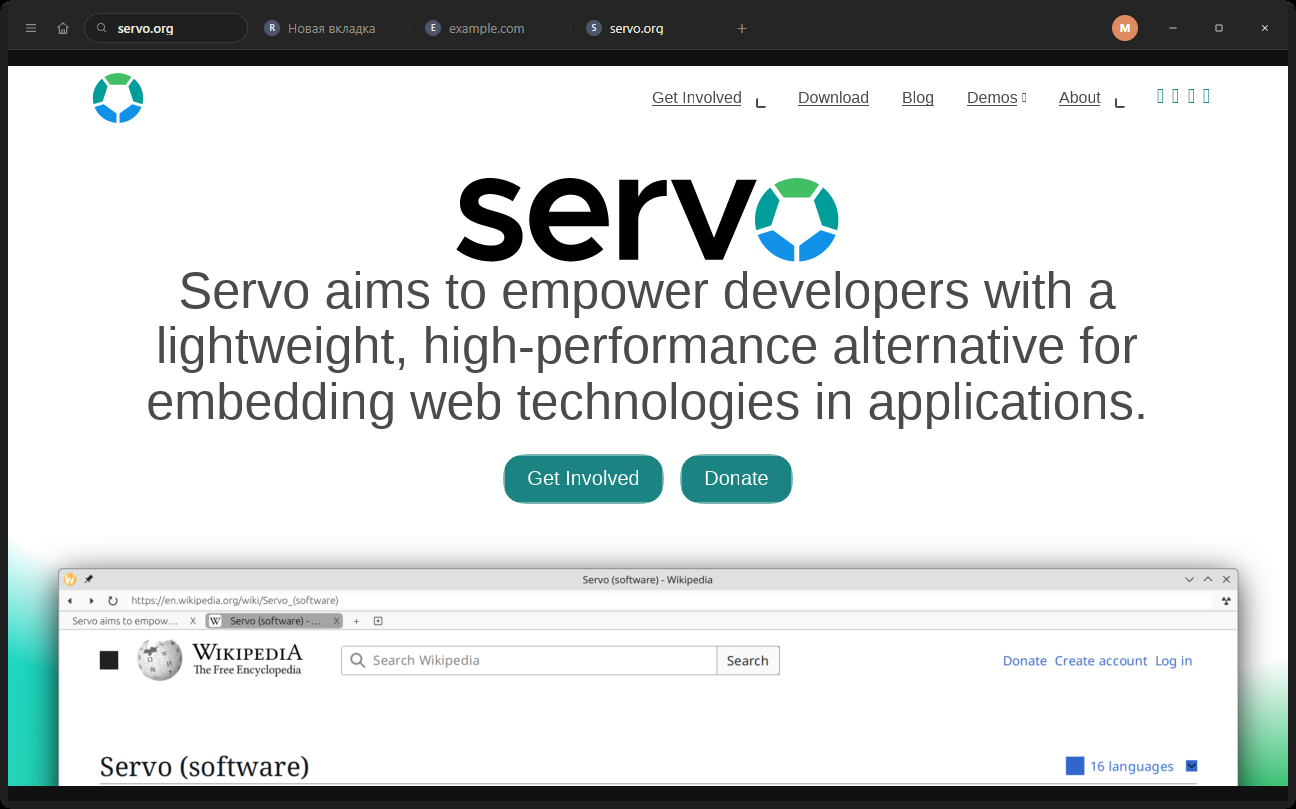 servo.org
R Новая вкладка
E example.com
S servo.org
+
M
Get Involved
Download
Blog
Demos
About
servo
Servo aims to empower developers with a
lightweight, high-performance alternative for
embedding web technologies in applications.
Get Involved
Donate
Servo (software) - Wikipedia
https://en.wikipedia.org/wiki/Servo_(software)
Servo aims to empow... X
W Servo (software) - ... X
+
WIKIPEDIA
The Free Encyclopedia
Search Wikipedia
Search
Donate Create account Log in
Servo (software)
16 languages